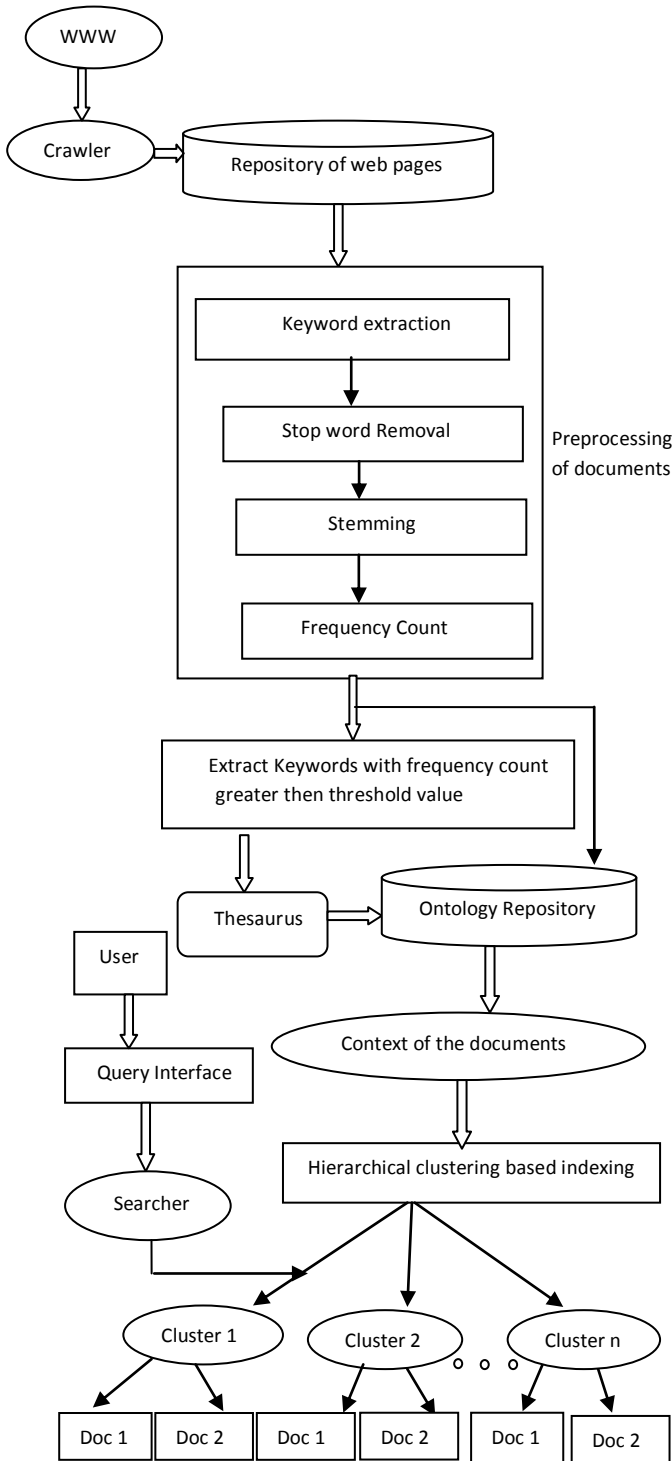 WWW
Crawler
Repository of web pages
Keyword extraction
Stop word Removal
Preprocessing
of documents
Stemming
Frequency Count
Extract Keywords with frequency count
greater then threshold value
Thesaurus
Ontology Repository
User
Context of the documents
Query Interface
Hierarchical clustering based indexing
Searcher
Cluster 1
Cluster 2
Cluster n
Doc 1
Doc 2
Doc 1
Doc 2
Doc 1
Doc 2